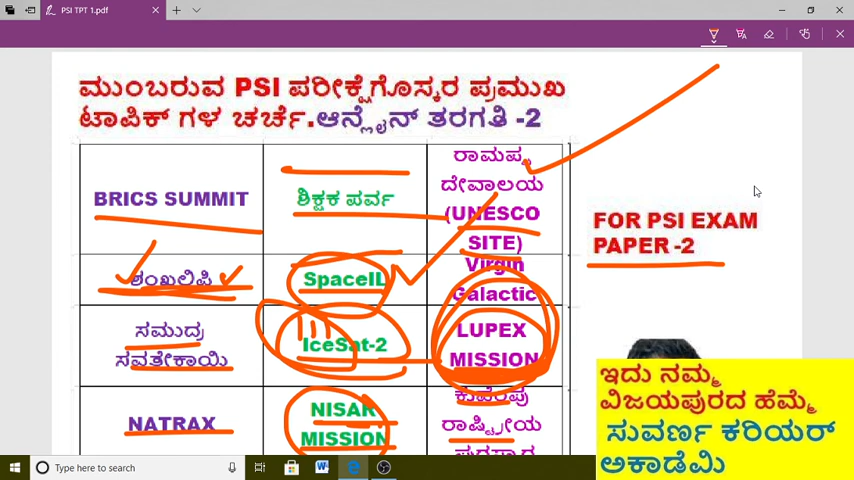 PSI TPT 1.pdf
ಮುಂಬರುವ PSI ಪರೀಕ್ಷೆಗೊಸ್ಕರ ಪ್ರಮುಖ
ಟಾಪಿಕ್ ಗಳ ಚರ್ಚೆ.ಆನ್ಲೈನ್ ತರಗತಿ -2
BRICS SUMMIT
ಶಿಕ್ಷಕ ಪರ್ವ
ರಾಮಪ್ಪ
ದೇವಾಲಯ
(UNESCO
SITE)
ಶಂಖಲಿಪಿ
SpaceIL
Virgin
Galactic
ಸಮುದ್ರ
ಸವತೇಕಾಯಿ
IceSat-2
LUPEX
MISSION
NATRAX
NISAR
MISSION
ಕುವೆಂಪು
ರಾಷ್ಟ್ರೀಯ
ಪುರಸ್ಕಾರ
FOR PSI EXAM
PAPER -2
ಇದು ನಮ್ಮ
ವಿಜಯಪುರದ ಹೆಮ್ಮೆ
ಸುವರ್ಣ ಕರಿಯರ್
ಅಕಾಡೆಮಿ
Type here to search